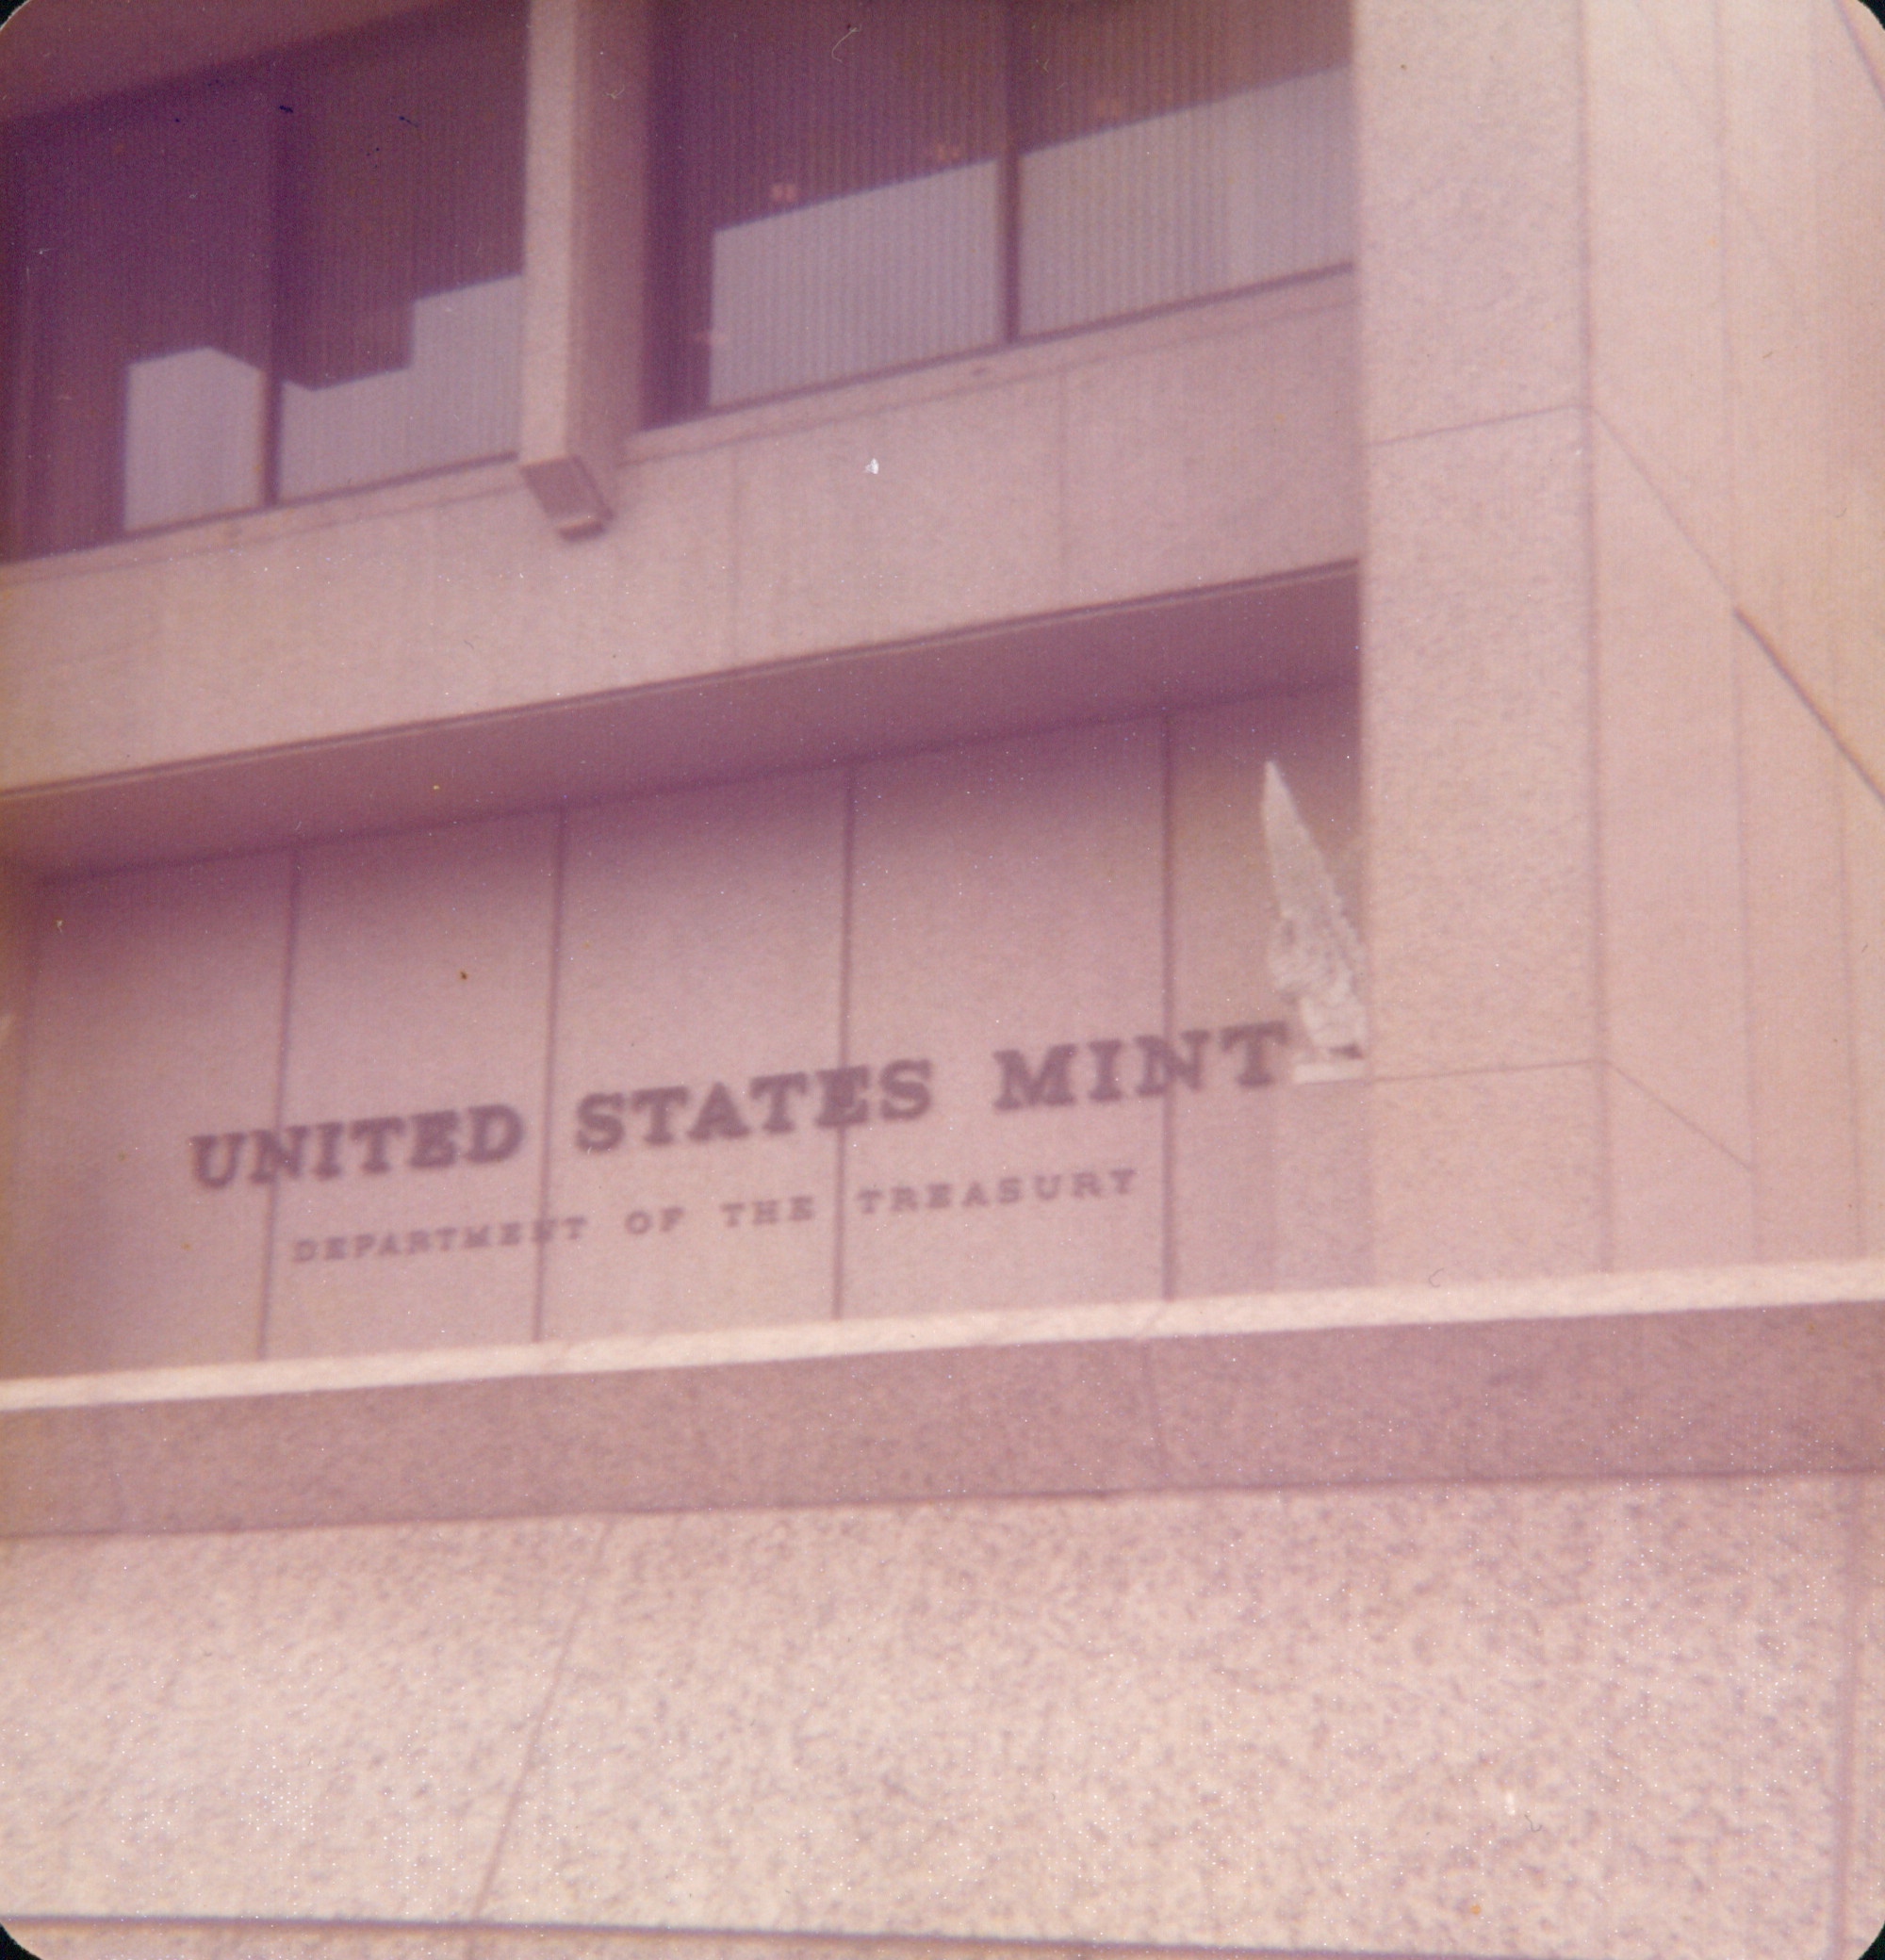 UNITED STATES MINT
DEPARTMENT OF THE TREASURY